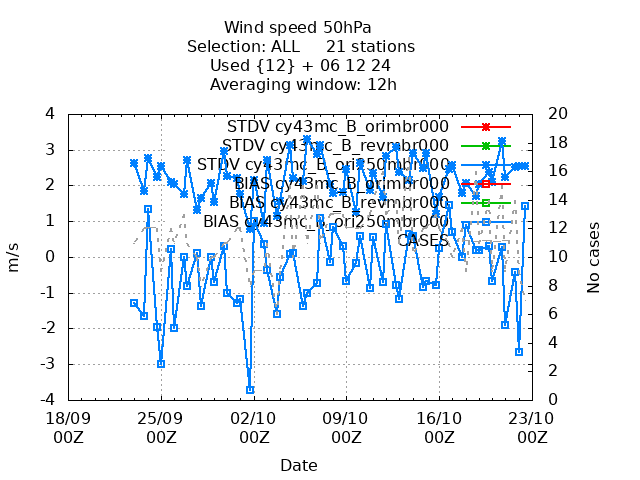 Wind speed 50hPa
Selection: ALL     21 stations
Used {12} + 06 12 24
Averaging window: 12h
STDV cy43mc_B_orimbr000
STDV cy43mc_B_revmbr000
STDV cy43mc_B_ori250mbr000
BIAS cy43mc_B_orimbr000
BIAS cy43mc_B_revmbr000
BIAS cy43mc_B_ori250mbr000
CASES
4
3
2
1
0
-1
-2
-3
-4
m/s
20
18
16
14
12
10
8
6
4
2
0
No cases
18/09 25/09 02/10 09/10 16/10 23/10
00Z 00Z 00Z 00Z 00Z 00Z
Date